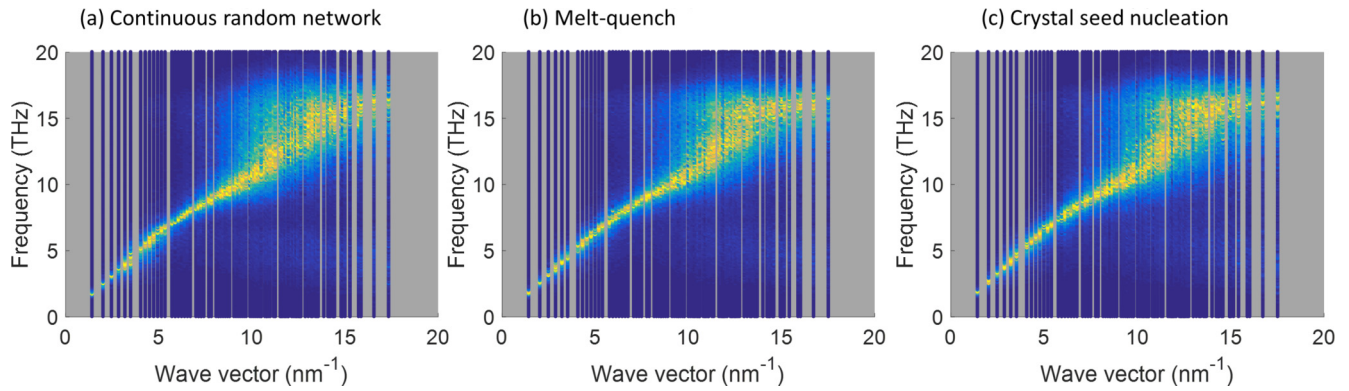 (a) Continuous random network
20
15
10
5
0
Frequency (THz)
0 5 10 15 20
Wave vector (nm⁻¹)
(b) Melt-quench
20
15
10
5
0
Frequency (THz)
0 5 10 15 20
Wave vector (nm⁻¹)
(c) Crystal seed nucleation
20
15
10
5
0
Frequency (THz)
0 5 10 15 20
Wave vector (nm⁻¹)